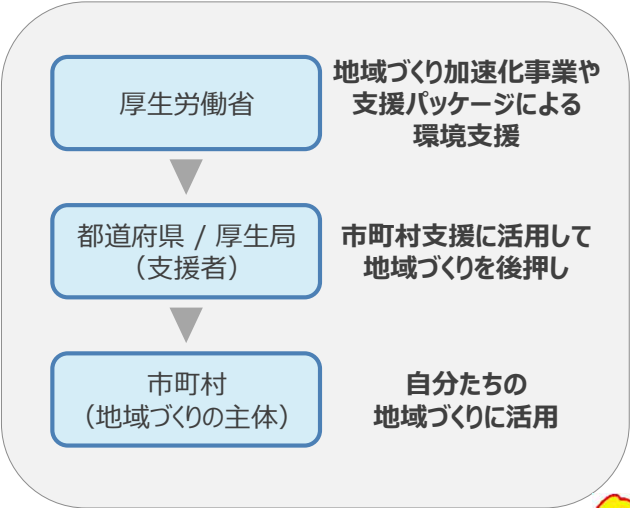 厚生労働省
地域づくり加速化事業や
支援パッケージによる
環境支援
都道府県 / 厚生局
（支援者）
市町村支援に活用して
地域づくりを後押し
市町村
（地域づくりの主体）
自分たちの
地域づくりに活用